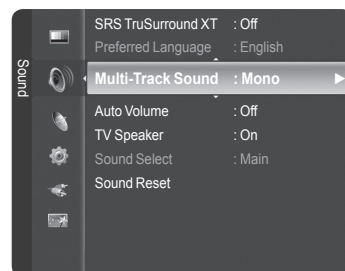 Sound
SRS TruSurround XT : Off
Preferred Language : English
Multi-Track Sound : Mono
Auto Volume : Off
TV Speaker : On
Sound Select : Main
Sound Reset